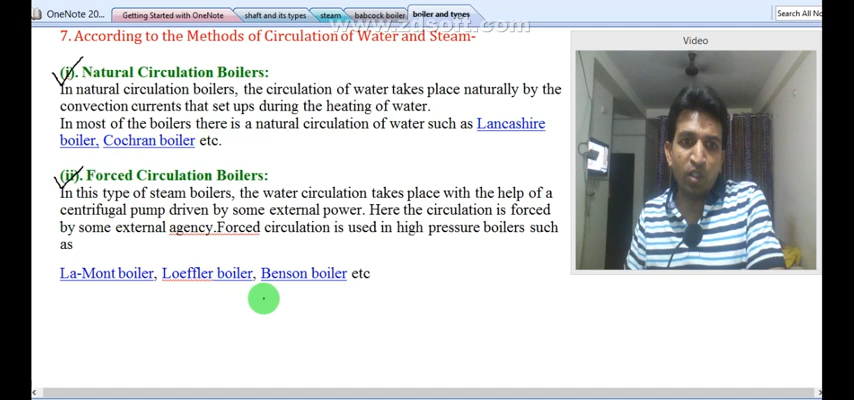 OneNote 20...
Getting Started with OneNote
shaft and its types
steam
babcock boiler
boiler and types
Search All No
www.zdsoft.com
7. According to the Methods of Circulation of Water and Steam-
Video
(i). Natural Circulation Boilers:
In natural circulation boilers, the circulation of water takes place naturally by the
convection currents that set ups during the heating of water.
In most of the boilers there is a natural circulation of water such as Lancashire
boiler, Cochran boiler etc.
(ii). Forced Circulation Boilers:
In this type of steam boilers, the water circulation takes place with the help of a
centrifugal pump driven by some external power. Here the circulation is forced
by some external agency.Forced circulation is used in high pressure boilers such
as
La-Mont boiler, Loeffler boiler, Benson boiler etc